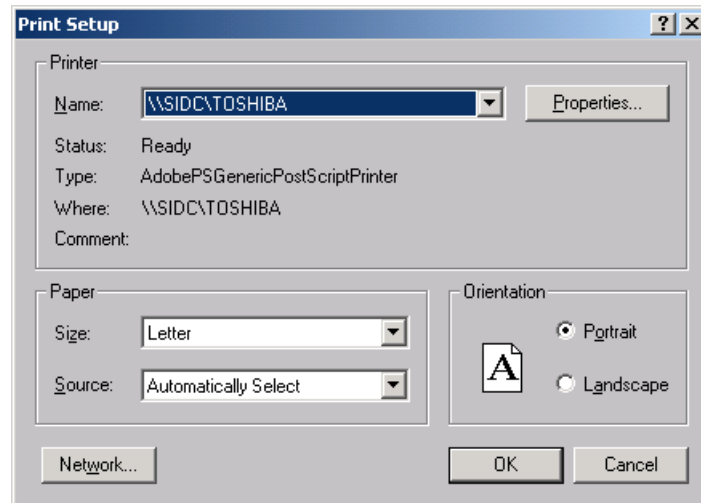 Print Setup
Printer
Name: \\SIDC\TOSHIBA Properties...
Status: Ready
Type: AdobePSGenericPostScriptPrinter
Where: \\SIDC\TOSHIBA
Comment:
Paper
Size: Letter
Source: Automatically Select
Orientation
A
Portrait
Landscape
Network... OK Cancel